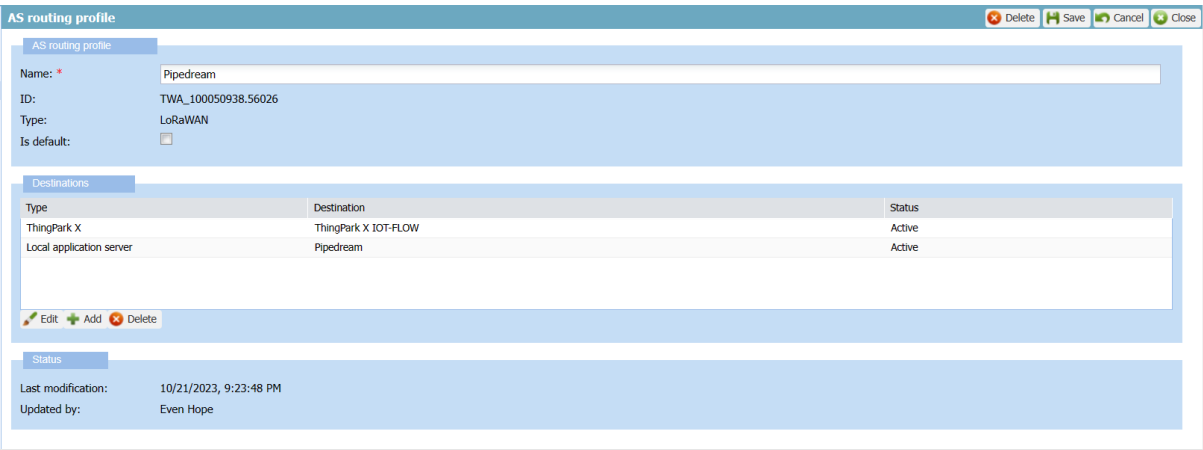 AS routing profile Delete Save Cancel Close
AS routing profile
Name: * Pipedream
ID: TWA_100050938.56026
Type: LoRaWAN
Is default:
Destinations
Type Destination Status
ThingPark X ThingPark X IOT-FLOW Active
Local application server Pipedream Active
Edit Add Delete
Status
Last modification: 10/21/2023, 9:23:48 PM
Updated by: Even Hope